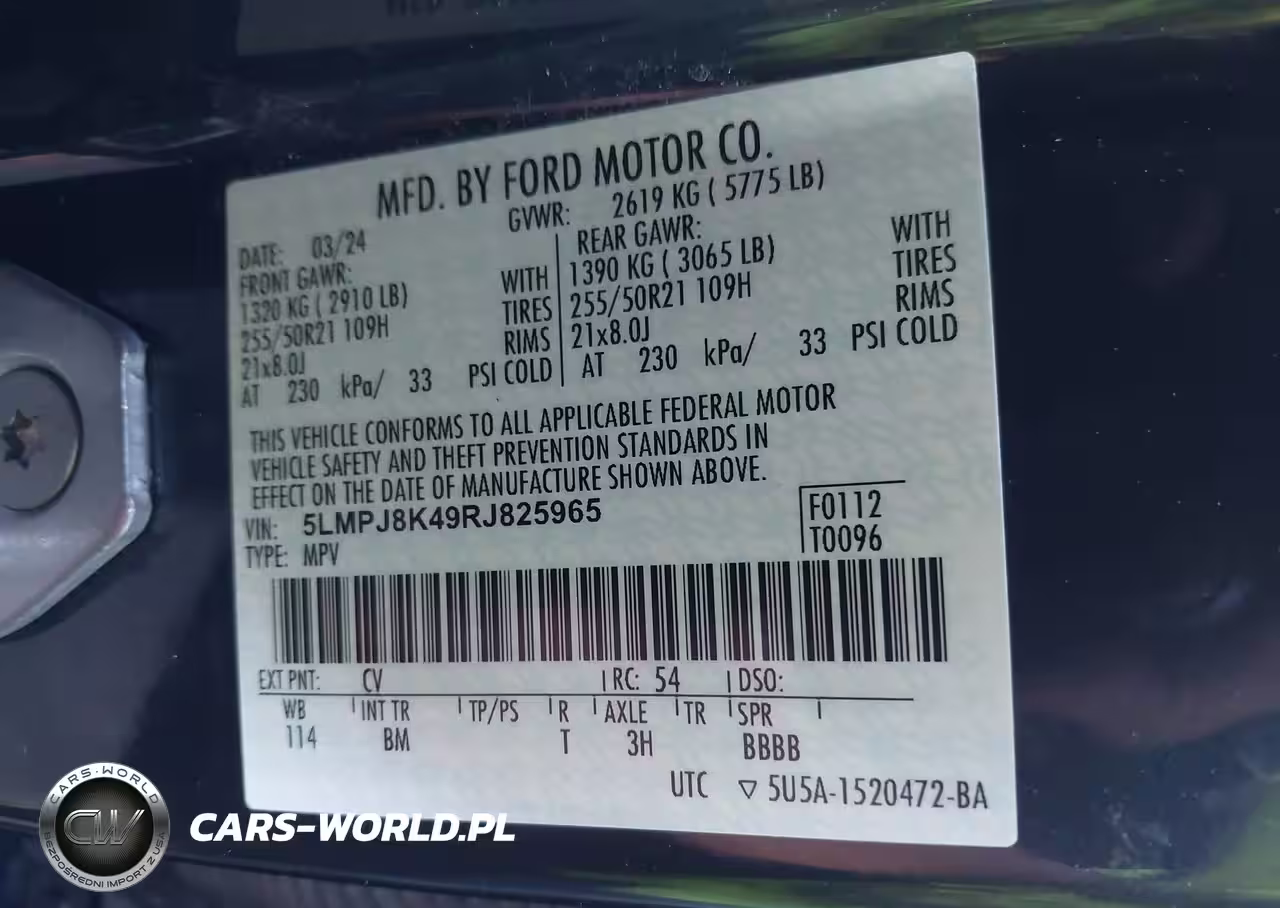 MFD. BY FORD MOTOR CO.
DATE: 03/24
GVWR: 2619 KG ( 5775 LB)
FRONT GAWR:
1320 KG ( 2910 LB) WITH
255/50R21 109H TIRES
21x8.0J RIMS
AT 230 kPa/ 33 PSI COLD
REAR GAWR:
1390 KG ( 3065 LB) WITH
255/50R21 109H TIRES
21x8.0J RIMS
AT 230 kPa/ 33 PSI COLD
THIS VEHICLE CONFORMS TO ALL APPLICABLE FEDERAL MOTOR
VEHICLE SAFETY AND THEFT PREVENTION STANDARDS IN
EFFECT ON THE DATE OF MANUFACTURE SHOWN ABOVE.
VIN: 5LMPJ8K49RJ825965
TYPE: MPV
F0112
T0096
EXT PNT: CV RC: 54 DSO:
WB INT TR TP/PS R AXLE TR SPR
114 BM T 3H BBBB
UTC ▽ 5U5A-1520472-BA
CARS-WORLD
CW
BEZPOŚREDNI IMPORT Z USA
CARS-WORLD.PL